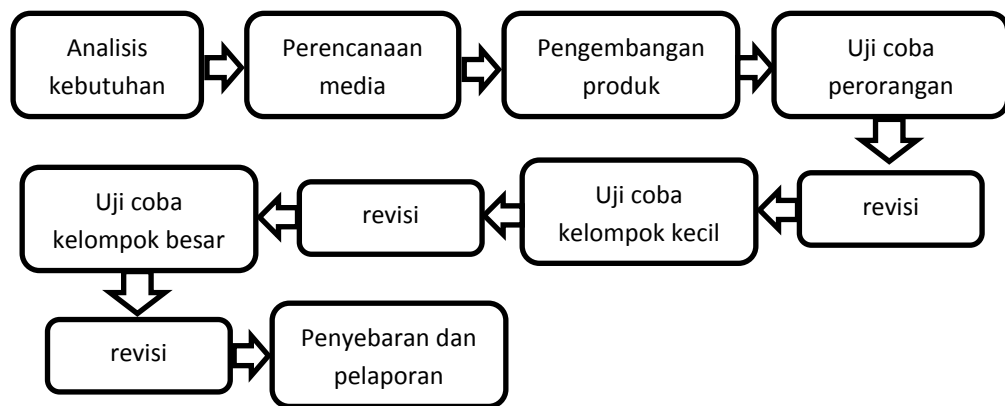 Analisis
kebutuhan
Perencanaan
media
Pengembangan
produk
Uji coba
perorangan
revisi
Uji coba
kelompok kecil
revisi
Uji coba
kelompok besar
revisi
Penyebaran dan
pelaporan